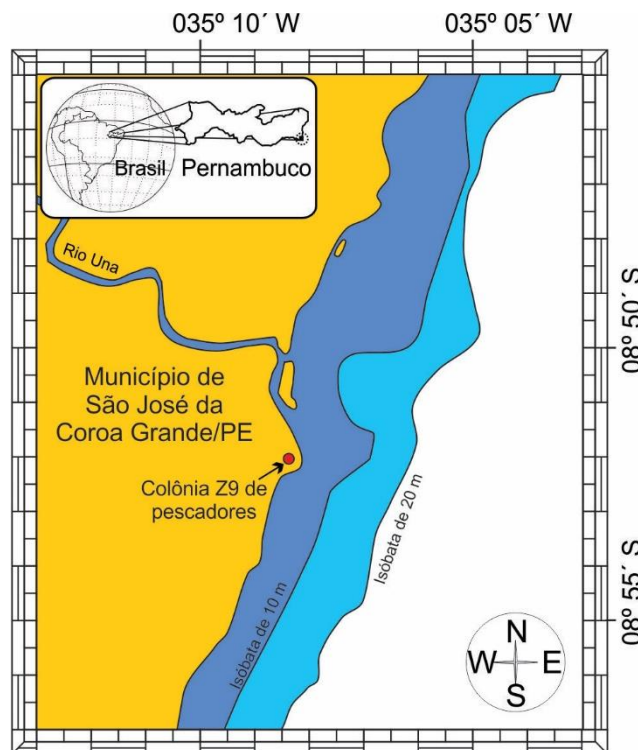 035º 10´ W
035º 05´ W
Brasil
Pernambuco
Rio Una
08º 50´ S
Município de
São José da
Coroa Grande/PE
Colônia Z9 de
pescadores
Isóbata de 20 m
Isóbata de 10 m
08º 55´ S
N
W E
S